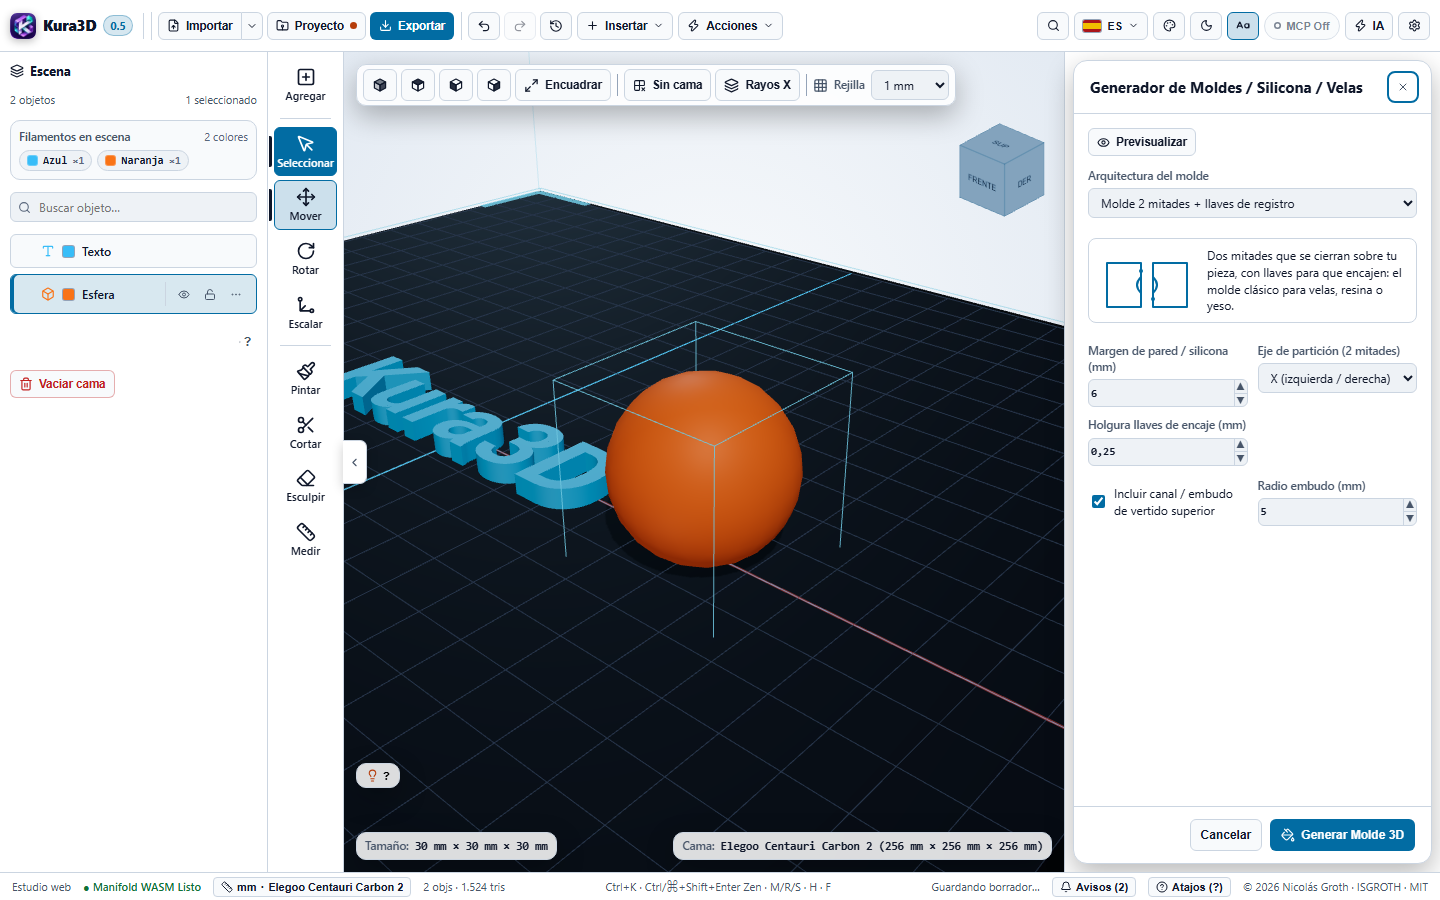 Kura3D 0.5 Importar Proyecto Exportar Insertar Acciones ES Aa MCP Off IA
Escena
2 objetos 1 seleccionado
Filamentos en escena 2 colores
Azul ×1 Naranja ×1
Buscar objeto...
Texto
Esfera
?
Vaciar cama
Agregar
Seleccionar
Mover
Rotar
Escalar
Pintar
Cortar
Esculpir
Medir
Encuadrar Sin cama Rayos X Rejilla 1 mm
SUP
FRENTE
DER
Kura3D
?
Tamaño: 30 mm × 30 mm × 30 mm
Cama: Elegoo Centauri Carbon 2 (256 mm × 256 mm × 256 mm)
Generador de Moldes / Silicona / Velas
Previsualizar
Arquitectura del molde
Molde 2 mitades + llaves de registro
Dos mitades que se cierran sobre tu
pieza, con llaves para que encajen: el
molde clásico para velas, resina o
yeso.
Margen de pared / silicona
(mm)
6
Eje de partición (2 mitades)
X (izquierda / derecha)
Holgura llaves de encaje (mm)
0,25
Incluir canal / embudo
de vertido superior
Radio embudo (mm)
5
Cancelar Generar Molde 3D
Estudio web Manifold WASM Listo mm · Elegoo Centauri Carbon 2 2 objs · 1.524 tris Ctrl+K · Ctrl/⌘+Shift+Enter Zen · M/R/S · H · F Guardando borrador... Avisos (2) Atajos (?) © 2026 Nicolás Groth · ISGROTH · MIT